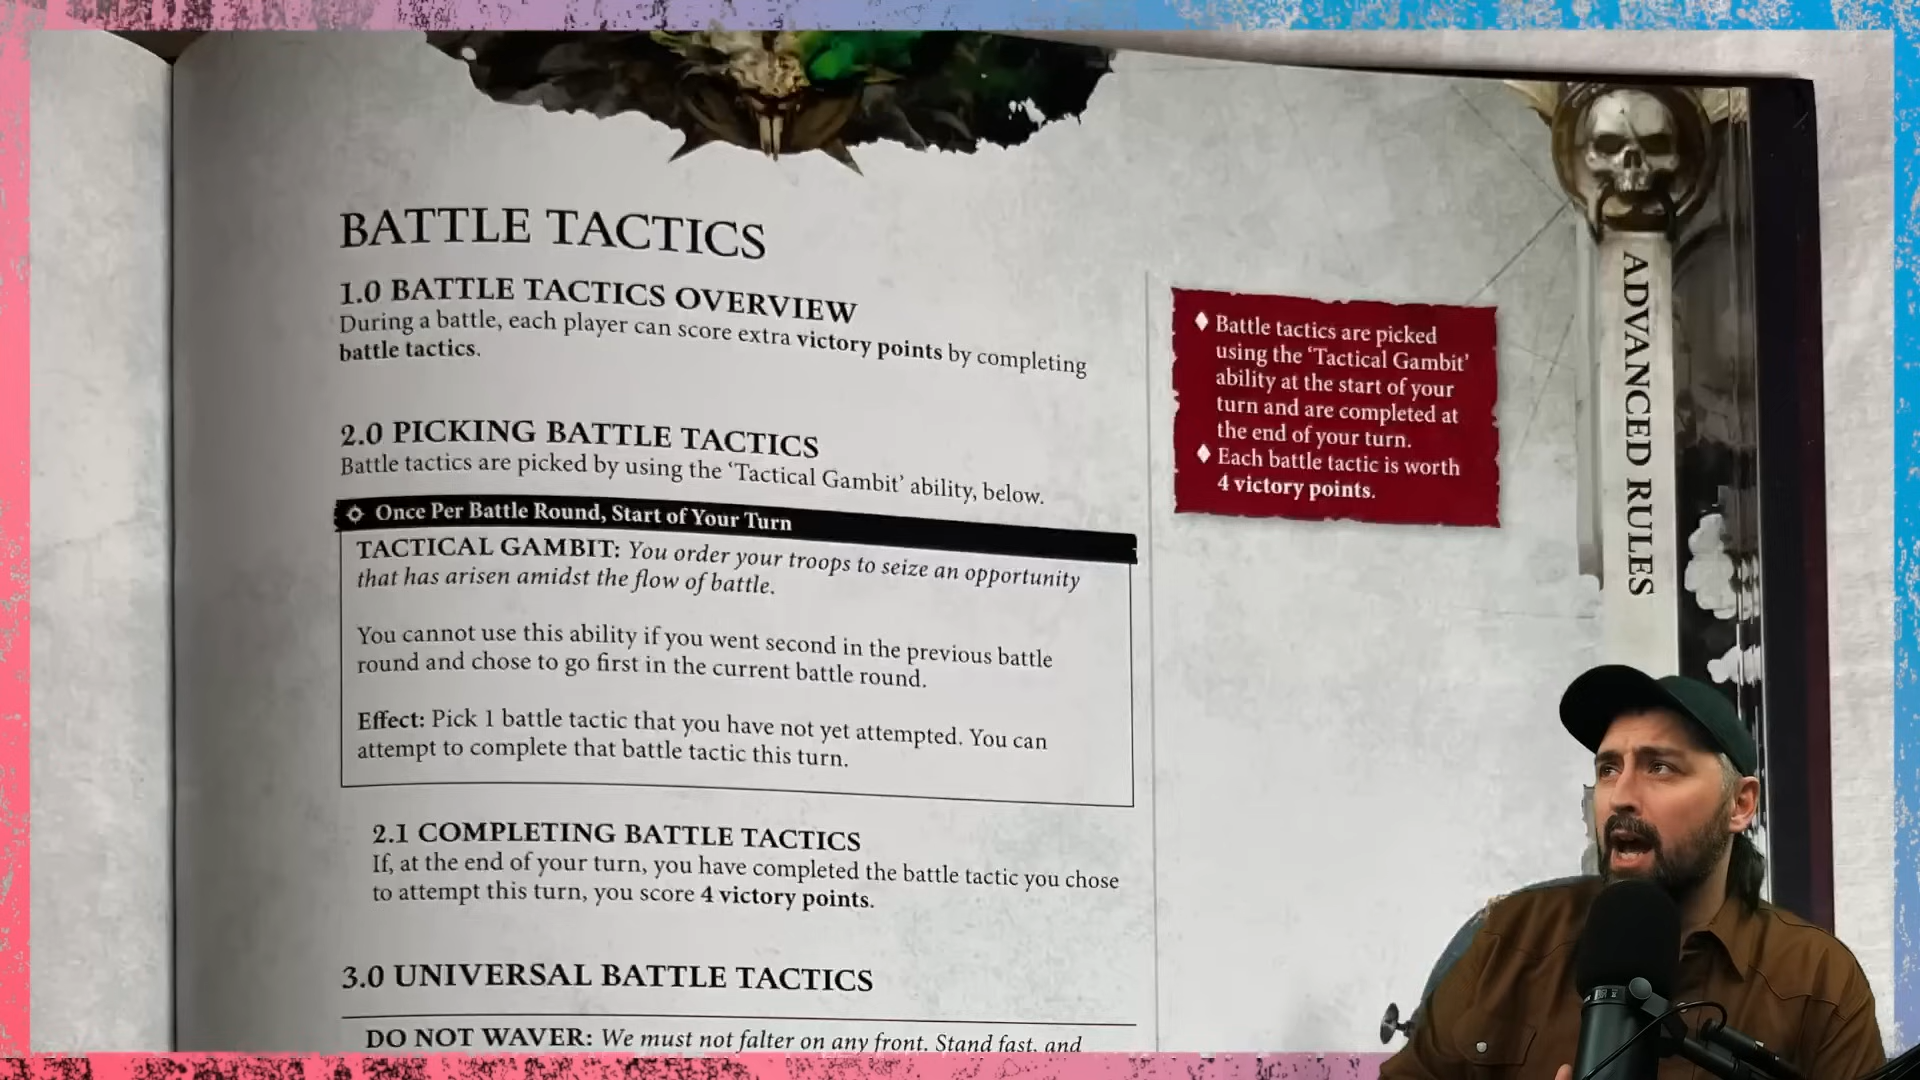 BATTLE TACTICS
1.0 BATTLE TACTICS OVERVIEW
During a battle, each player can score extra victory points by completing
battle tactics.
2.0 PICKING BATTLE TACTICS
Battle tactics are picked by using the ‘Tactical Gambit’ ability, below.
Once Per Battle Round, Start of Your Turn
TACTICAL GAMBIT: You order your troops to seize an opportunity
that has arisen amidst the flow of battle.
You cannot use this ability if you went second in the previous battle
round and chose to go first in the current battle round.
Effect: Pick 1 battle tactic that you have not yet attempted. You can
attempt to complete that battle tactic this turn.
2.1 COMPLETING BATTLE TACTICS
If, at the end of your turn, you have completed the battle tactic you chose
to attempt this turn, you score 4 victory points.
3.0 UNIVERSAL BATTLE TACTICS
DO NOT WAVER: We must not falter on any front. Stand fast, and
Battle tactics are picked
using the ‘Tactical Gambit’
ability at the start of your
turn and are completed at
the end of your turn.
Each battle tactic is worth
4 victory points.
ADVANCED RULES